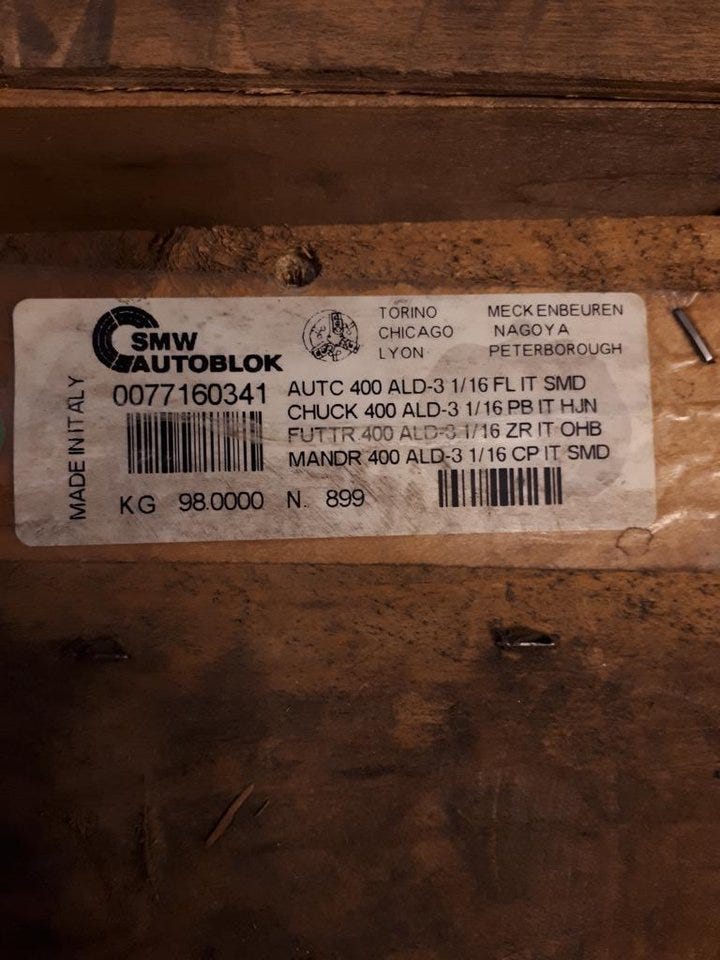 SMW
AUTOBLOK
TORINO MECKENBEUREN
CHICAGO NAGOYA
LYON PETERBOROUGH
MADE IN ITALY
0077160341
AUTC 400 ALD-3 1/16 FL IT SMD
CHUCK 400 ALD-3 1/16 PB IT HJN
FUTTR 400 ALD-3 1/16 ZR IT OHB
MANDR 400 ALD-3 1/16 CP IT SMD
KG 98.0000 N. 899